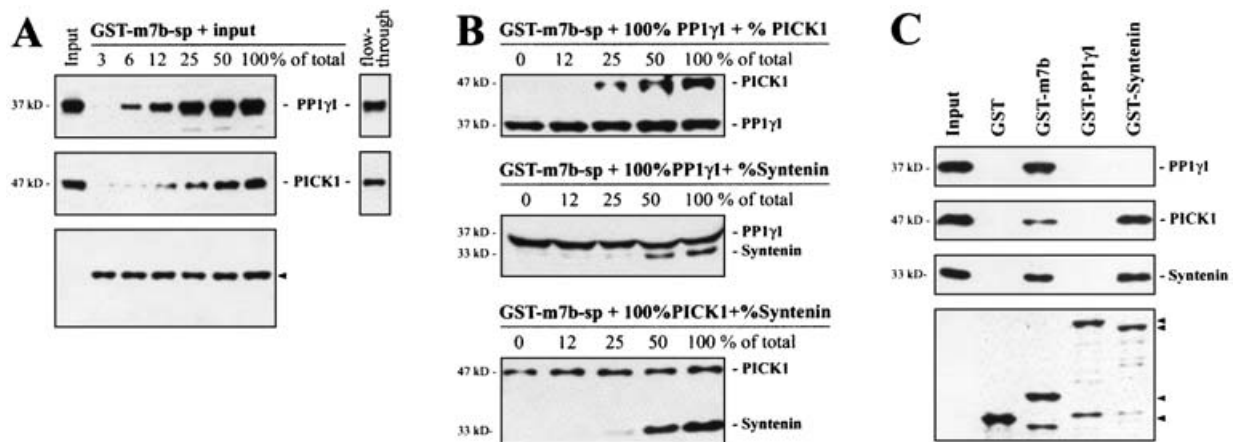 A
GST-m7b-sp + input
Input
3 6 12 25 50 100 % of total
flow-through
37 kD - - PP1γ1
47 kD - - PICK1
B
GST-m7b-sp + 100% PP1γ1 + % PICK1
0 12 25 50 100 % of total
47 kD - - PICK1
37 kD - - PP1γ1
GST-m7b-sp + 100%PP1γ1+ %Syntenin
0 12 25 50 100 % of total
37 kD - - PP1γ1
33 kD - - Syntenin
GST-m7b-sp + 100%PICK1+%Syntenin
0 12 25 50 100 % of total
47 kD - - PICK1
33 kD - - Syntenin
C
Input
GST
GST-m7b
GST-PP1γ1
GST-Syntenin
37 kD - - PP1γ1
47 kD - - PICK1
33 kD - - Syntenin